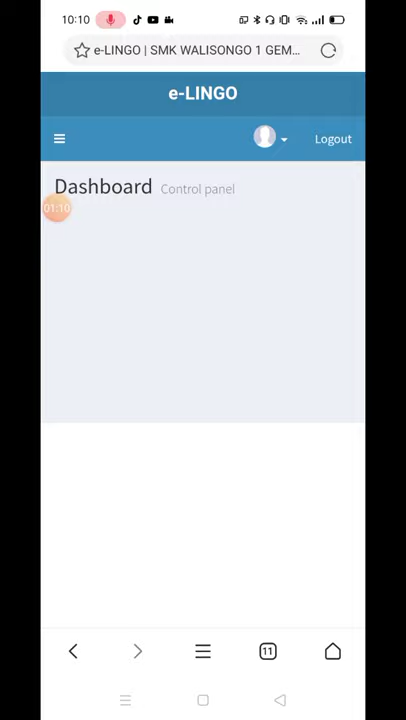 10:10
e-LINGO | SMK WALISONGO 1 GEM...
e-LINGO
Logout
Dashboard Control panel
01:10
11